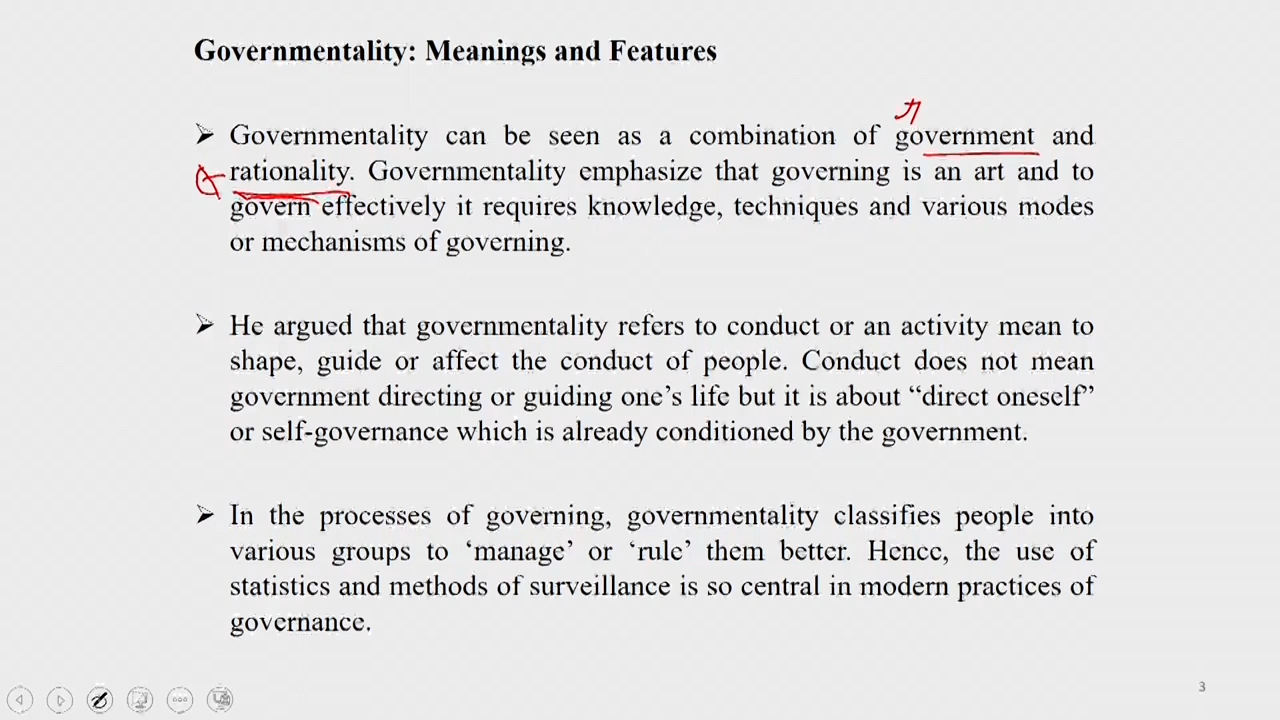 Governmentality: Meanings and Features
➢ Governmentality can be seen as a combination of government and
rationality. Governmentality emphasize that governing is an art and to
govern effectively it requires knowledge, techniques and various modes
or mechanisms of governing.
➢ He argued that governmentality refers to conduct or an activity mean to
shape, guide or affect the conduct of people. Conduct does not mean
government directing or guiding one’s life but it is about “direct oneself”
or self-governance which is already conditioned by the government.
➢ In the processes of governing, governmentality classifies people into
various groups to ‘manage’ or ‘rule’ them better. Hence, the use of
statistics and methods of surveillance is so central in modern practices of
governance.
3